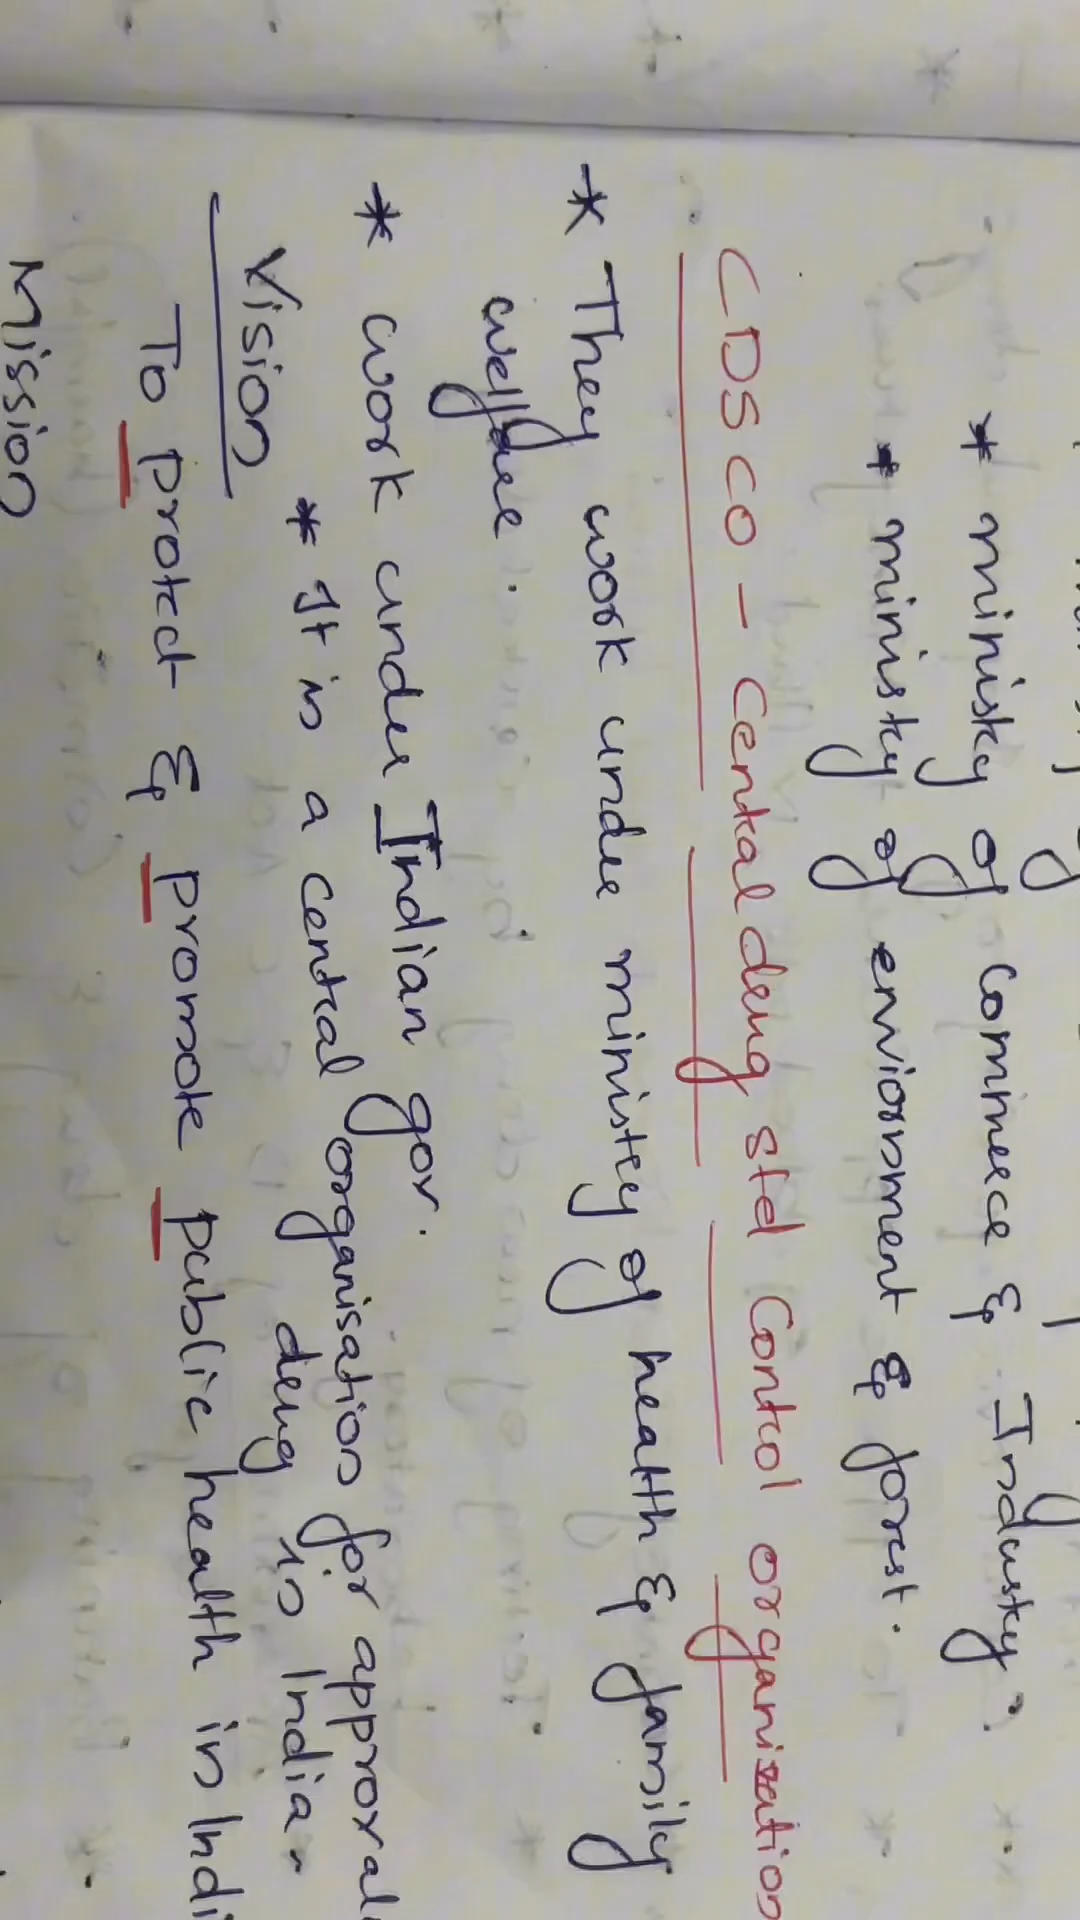 * ministry of Commerce & Industry.
* ministry of enviornment & forest.
CDSCO - Central drug std Control organisation
* They work under ministry of health & family
welfare.
* work under Indian gov.
* It is a central organisation for approval
drug in India.
Vision
To protect & promote public health in Indi
Mission